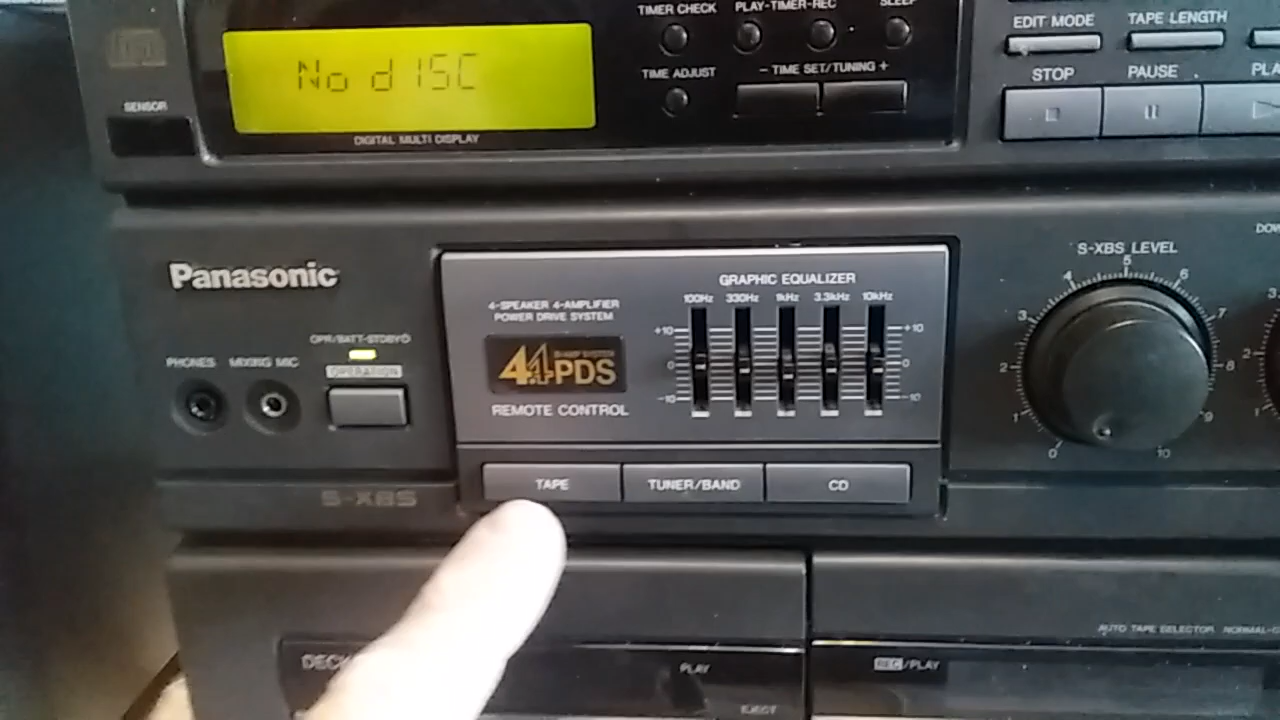 TIMER CHECK
PLAY-TIMER-REC
SLEEP
EDIT MODE
TAPE LENGTH
No dISC
TIME ADJUST
− TIME SET/TUNING +
STOP
PAUSE
SENSOR
DIGITAL MULTI DISPLAY
Panasonic
4-SPEAKER 4-AMPLIFIER
POWER DRIVE SYSTEM
44PDS
REMOTE CONTROL
GRAPHIC EQUALIZER
100Hz 330Hz 1kHz 3.3kHz 10kHz
+10 +10
0 0
-10 -10
S-XBS LEVEL
0 1 2 3 4 5 6 7 8 9 10
PHONES
MIXING MIC
OPR/BATT-STDBY
OPERATION
TAPE
TUNER/BAND
CD
S-XBS
DECK
PLAY
EJECT
REC/PLAY
AUTO TAPE SELECTOR